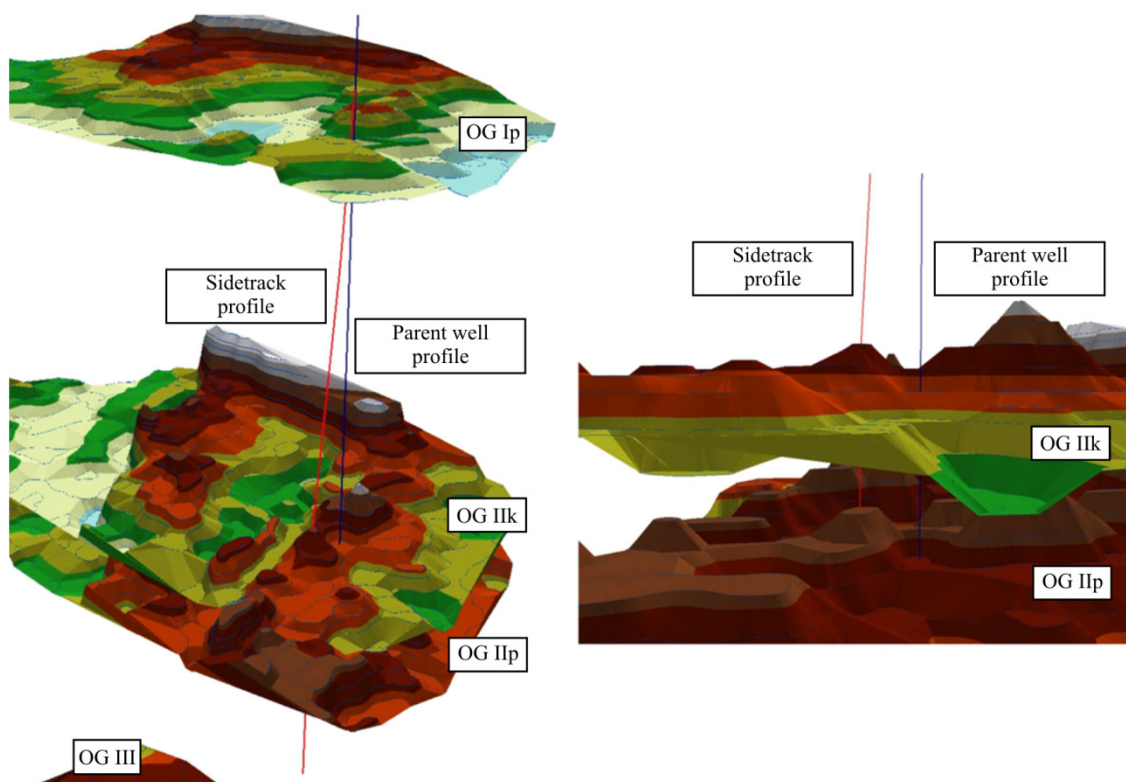 OG Ip
Sidetrack
profile
Parent well
profile
OG IIk
OG IIp
OG III
Sidetrack
profile
Parent well
profile
OG IIk
OG IIp